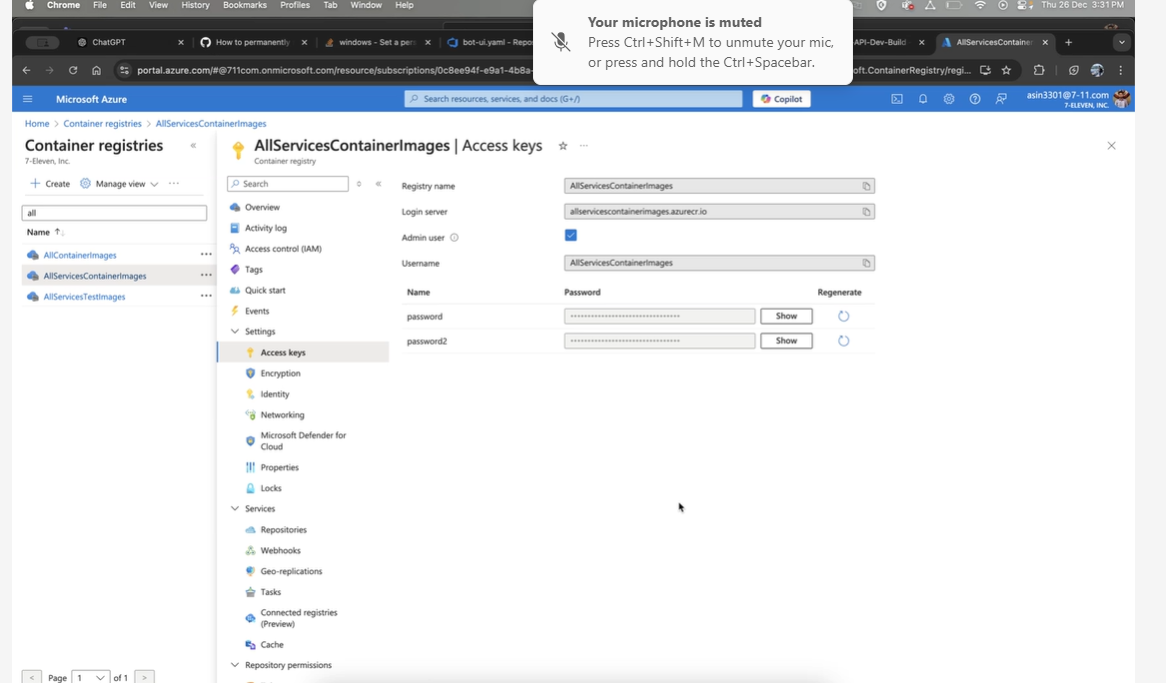 Chrome File Edit View History Bookmarks Profiles Tab Window Help
Thu 26 Dec 3:31 PM
Your microphone is muted
Press Ctrl+Shift+M to unmute your mic,
or press and hold the Ctrl+Spacebar.
ChatGPT
How to permanently
windows - Set a per
bot-ui.yaml - Repo
API-Dev-Build
AllServicesContainer
portal.azure.com/#@711com.onmicrosoft.com/resource/subscriptions/0c8ee94f-e9a1-4b8a-
oft.ContainerRegistry/regi...
Microsoft Azure
Search resources, services, and docs (G+/)
Copilot
asin3301@7-11.com
7-ELEVEN, INC.
Home > Container registries > AllServicesContainerImages
Container registries
7-Eleven, Inc.
Create
Manage view
all
Name
AllContainerImages
AllServicesContainerImages
AllServicesTestImages
Page 1 of 1
AllServicesContainerImages | Access keys
Container registry
Search
Overview
Activity log
Access control (IAM)
Tags
Quick start
Events
Settings
Access keys
Encryption
Identity
Networking
Microsoft Defender for
Cloud
Properties
Locks
Services
Repositories
Webhooks
Geo-replications
Tasks
Connected registries
(Preview)
Cache
Repository permissions
Registry name
AllServicesContainerImages
Login server
allservicescontainerimages.azurecr.io
Admin user
Username
AllServicesContainerImages
Name Password Regenerate
password Show
password2 Show